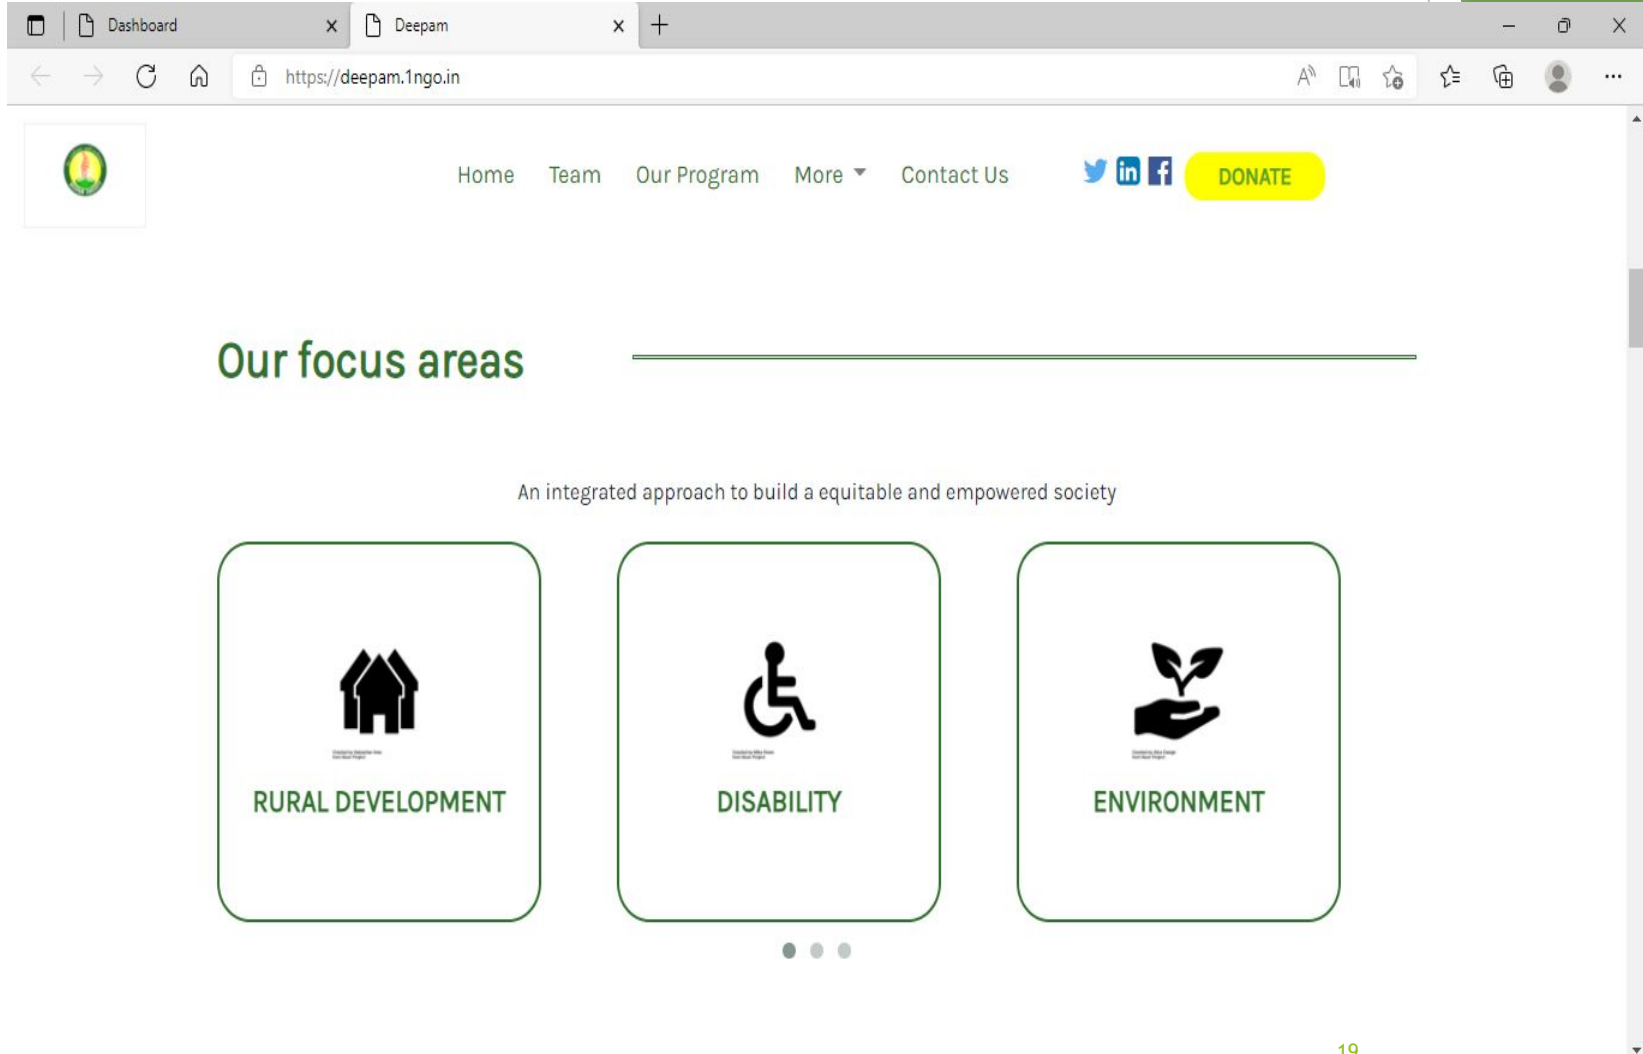 Dashboard
Deepam
https://deepam.1ngo.in
Home Team Our Program More Contact Us DONATE
Our focus areas
An integrated approach to build a equitable and empowered society
RURAL DEVELOPMENT DISABILITY ENVIRONMENT
19